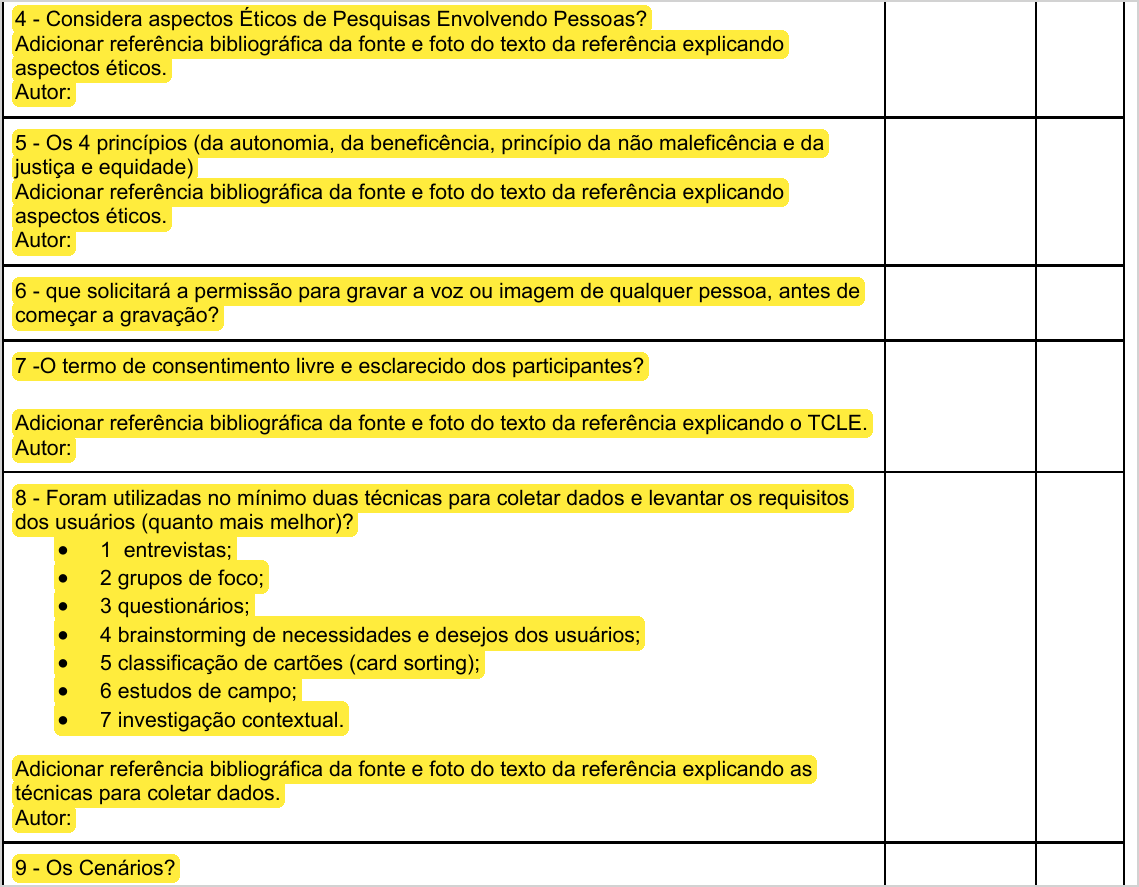 4 - Considera aspectos Éticos de Pesquisas Envolvendo Pessoas?
Adicionar referência bibliográfica da fonte e foto do texto da referência explicando
aspectos éticos.
Autor:
5 - Os 4 princípios (da autonomia, da beneficência, princípio da não maleficência e da
justiça e equidade)
Adicionar referência bibliográfica da fonte e foto do texto da referência explicando
aspectos éticos.
Autor:
6 - que solicitará a permissão para gravar a voz ou imagem de qualquer pessoa, antes de
começar a gravação?
7 -O termo de consentimento livre e esclarecido dos participantes?
Adicionar referência bibliográfica da fonte e foto do texto da referência explicando o TCLE.
Autor:
8 - Foram utilizadas no mínimo duas técnicas para coletar dados e levantar os requisitos
dos usuários (quanto mais melhor)?
● 1 entrevistas;
● 2 grupos de foco;
● 3 questionários;
● 4 brainstorming de necessidades e desejos dos usuários;
● 5 classificação de cartões (card sorting);
● 6 estudos de campo;
● 7 investigação contextual.
Adicionar referência bibliográfica da fonte e foto do texto da referência explicando as
técnicas para coletar dados.
Autor:
9 - Os Cenários?